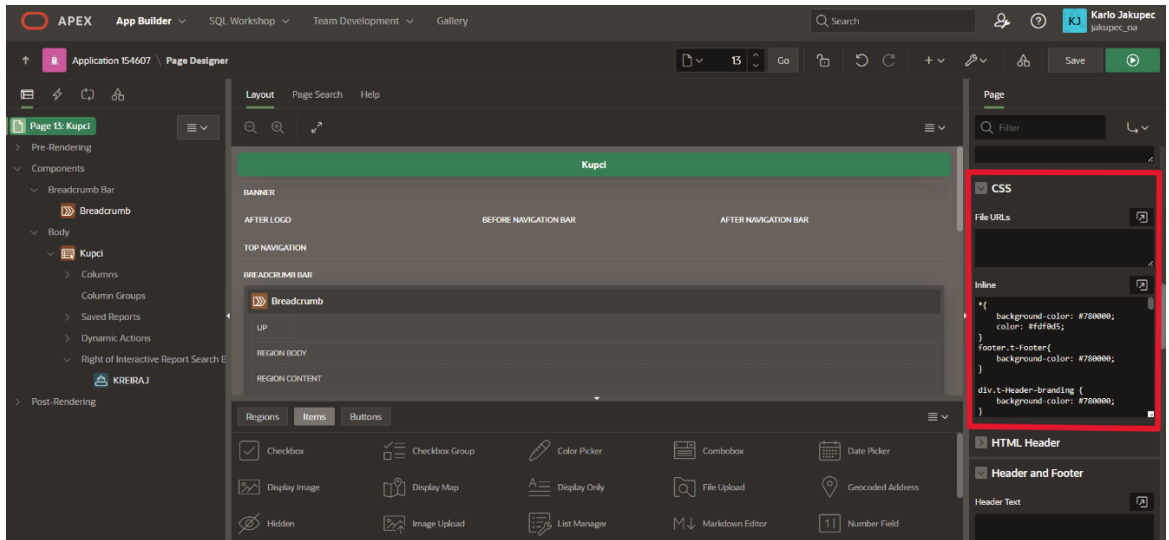 APEX App Builder SQL Workshop Team Development Gallery Search Karlo Jakupec
KJ jakupec_oa
Application 154607 \ Page Designer 13 Go Save
Layout Page Search Help
Page
Page 13: Kupci
Filter
Pre-Rendering
Components
Breadcrumb Bar
Breadcrumb
Body
Kupci
Columns
Column Groups
Saved Reports
Dynamic Actions
Right of Interactive Report Search
KREIRAJ
Post-Rendering
Kupci
BANNER
AFTER LOGO BEFORE NAVIGATION BAR AFTER NAVIGATION BAR
TOP NAVIGATION
BREADCRUMB BAR
Breadcrumb
UP
REGION BODY
REGION CONTENT
Regions Items Buttons
Checkbox Checkbox Group Color Picker Combobox Date Picker
Display Image Display Map Display Only File Upload Geocoded Address
Hidden Image Upload List Manager Markdown Editor Number Field
CSS
File URLs
Inline
*{
background-color: #780000;
color: #fdf0d5;
}
footer.t-Footer{
background-color: #780000;
}
div.t-Header-branding {
background-color: #780000;
}
HTML Header
Header and Footer
Header Text